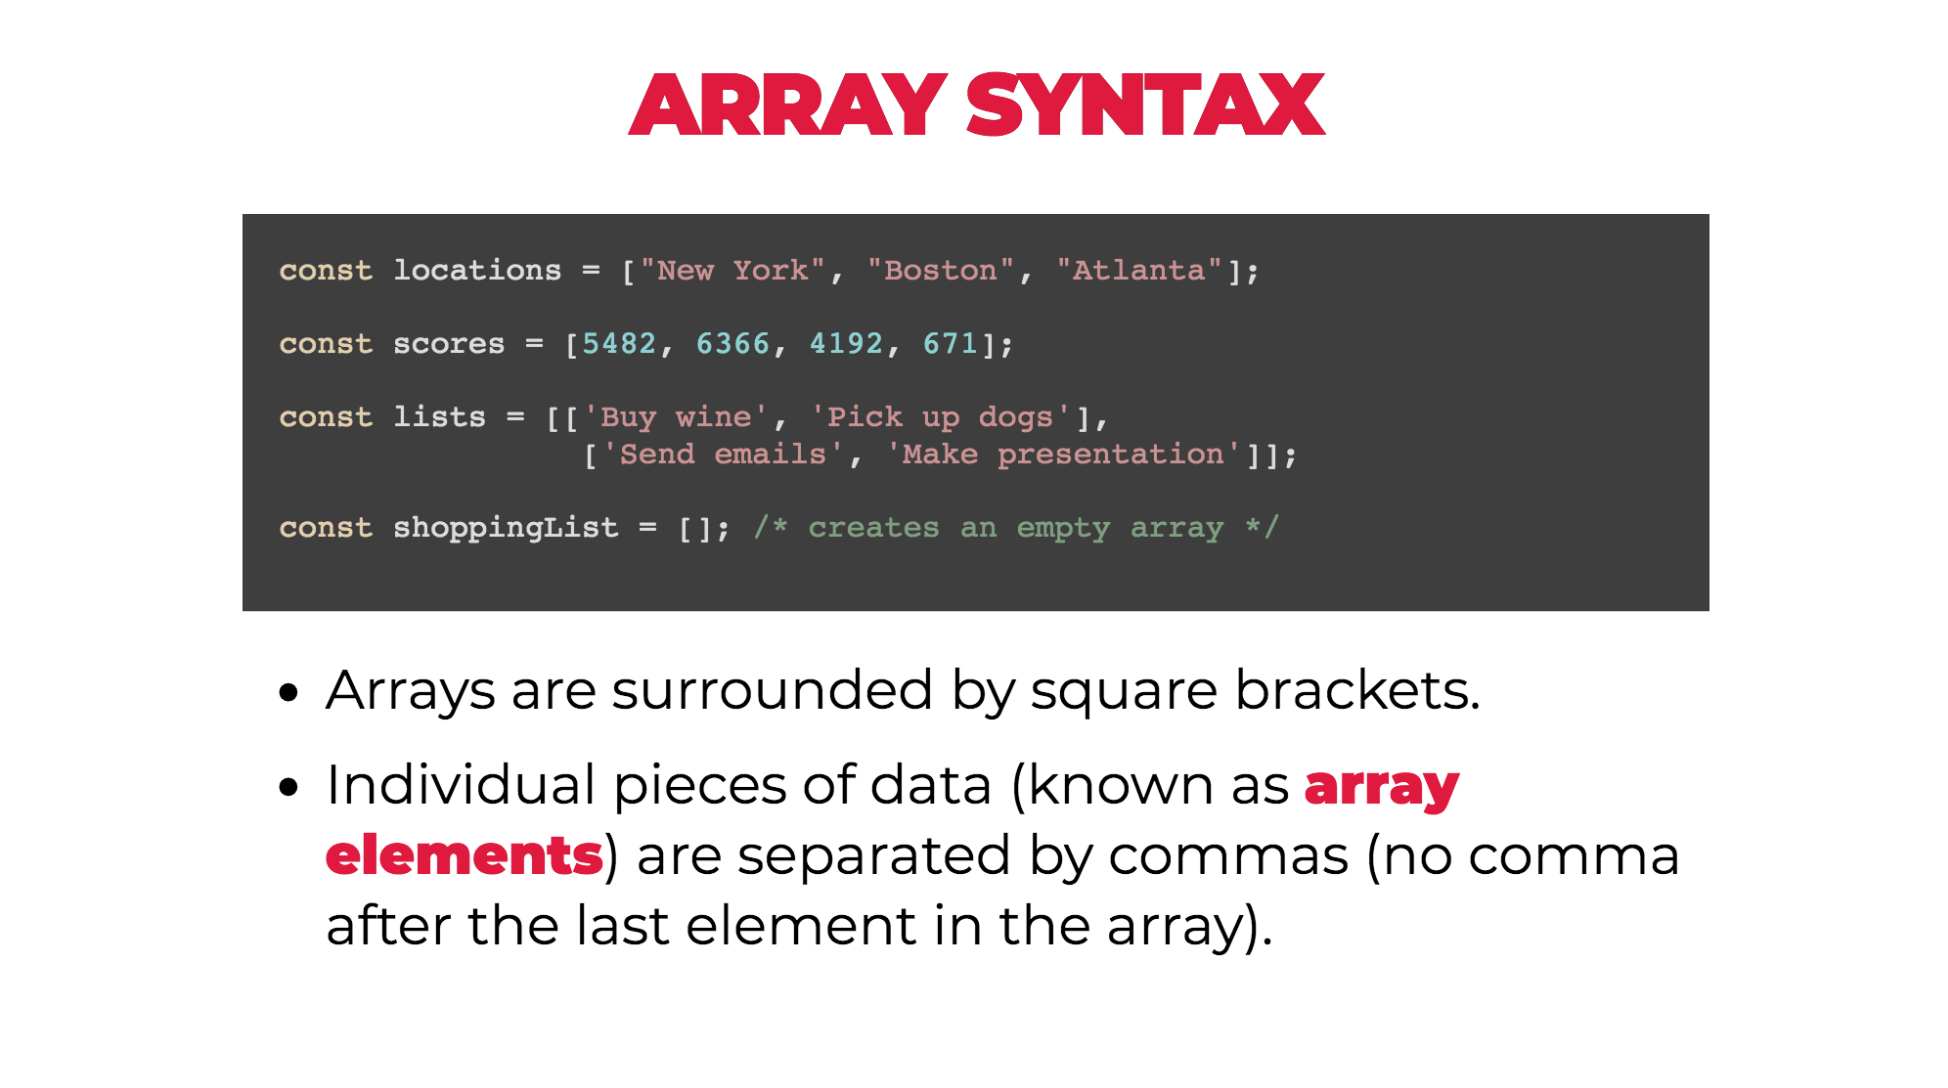 ARRAY SYNTAX
const locations = ["New York", "Boston", "Atlanta"];
const scores = [5482, 6366, 4192, 671];
const lists = [['Buy wine', 'Pick up dogs'],
['Send emails', 'Make presentation']];
const shoppingList = []; /* creates an empty array */
• Arrays are surrounded by square brackets.
• Individual pieces of data (known as array
elements) are separated by commas (no comma
after the last element in the array).